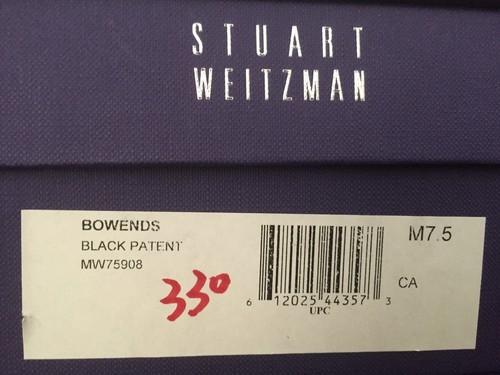 STUART
WEITZMAN
BOWENDS
BLACK PATENT
MW75908
330
M7.5
CA
6 12025 44357 3
UPC